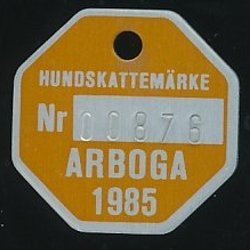 HUNDSKATTEMÄRKE
Nr 00876
ARBOGA
1985